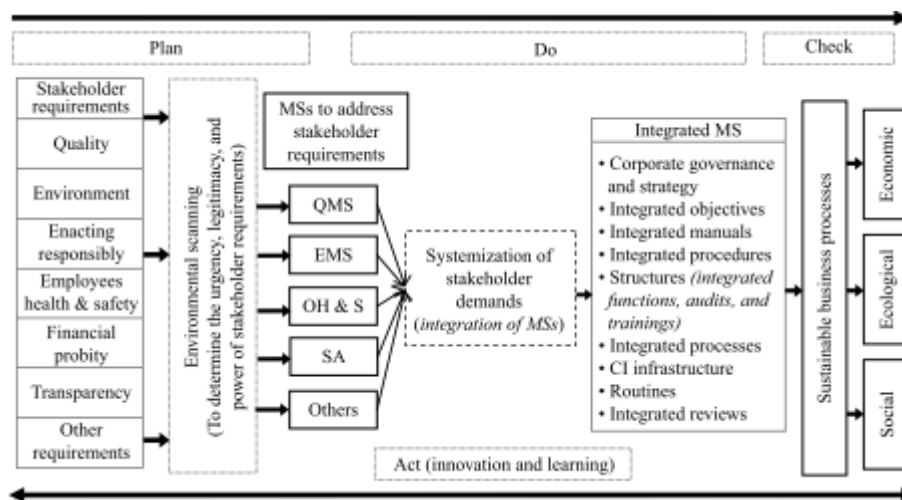 Plan
Do
Check
Stakeholder
requirements
Quality
Environment
Enacting
responsibly
Employees
health & safety
Financial
probity
Transparency
Other
requirements
Environmental scanning
(To determine the urgency, legitimacy, and
power of stakeholder requirements)
MSs to address
stakeholder
requirements
QMS
EMS
OH & S
SA
Others
Systemization of
stakeholder
demands
(integration of MSs)
Integrated MS
• Corporate governance
and strategy
• Integrated objectives
• Integrated manuals
• Integrated procedures
• Structures (integrated
functions, audits, and
trainings)
• Integrated processes
• CI infrastructure
• Routines
• Integrated reviews
Sustainable business processes
Economic
Ecological
Social
Act (innovation and learning)